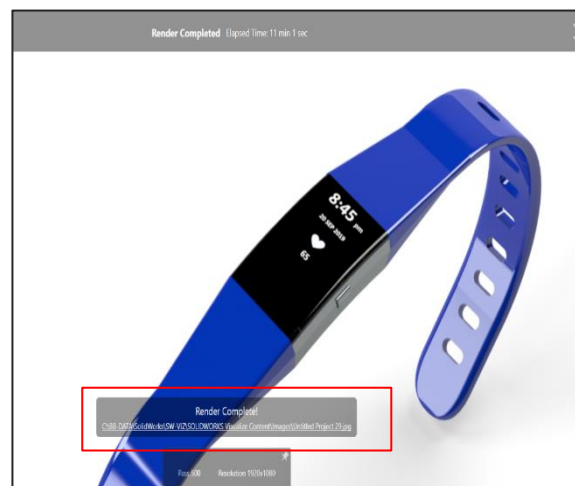 Render Completed Elapsed Time: 11 min 1 sec
8:45 pm
20 SEP 2019
65
Render Complete!
C:\BB-DATA\SolidWorks\SW-VIZ\SOLIDWORKS Visualize Content\Images\Untitled Project 29.jpg
Pass 500 Resolution 1920x1080